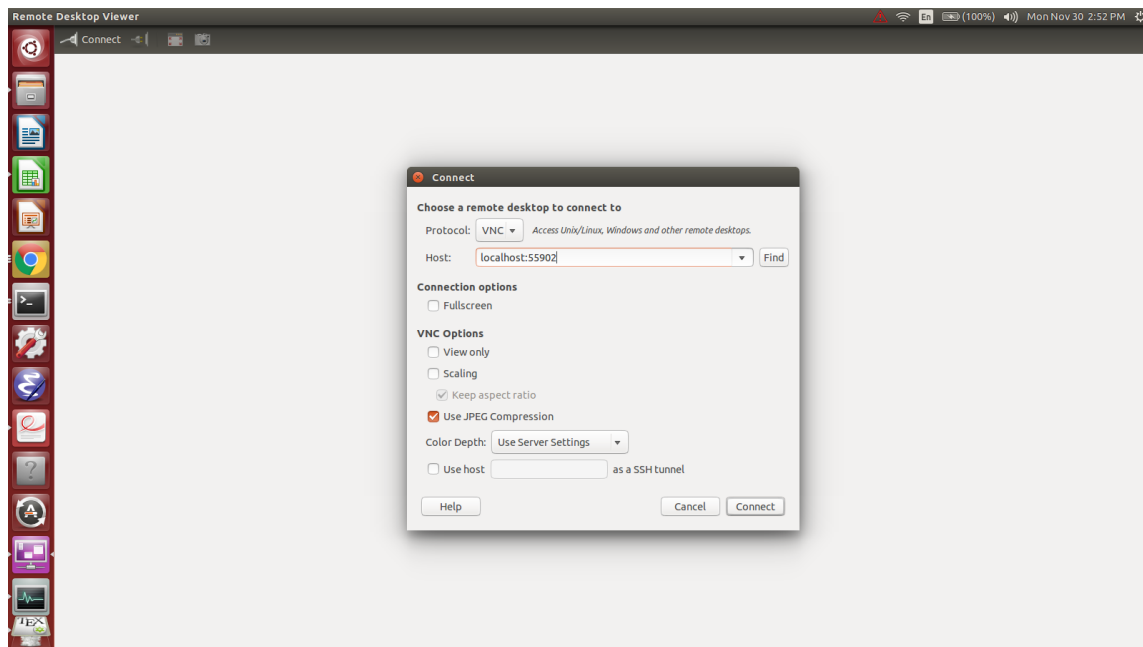 Remote Desktop Viewer
En (100%) Mon Nov 30 2:52 PM
Connect
Connect
Choose a remote desktop to connect to
Protocol: VNC Access Unix/Linux, Windows and other remote desktops.
Host: localhost:55902 Find
Connection options
Fullscreen
VNC Options
View only
Scaling
Keep aspect ratio
Use JPEG Compression
Color Depth: Use Server Settings
Use host as a SSH tunnel
Help Cancel Connect
TEX